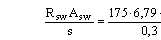 R_sw A_sw / s = 175·6,79 / 0,3